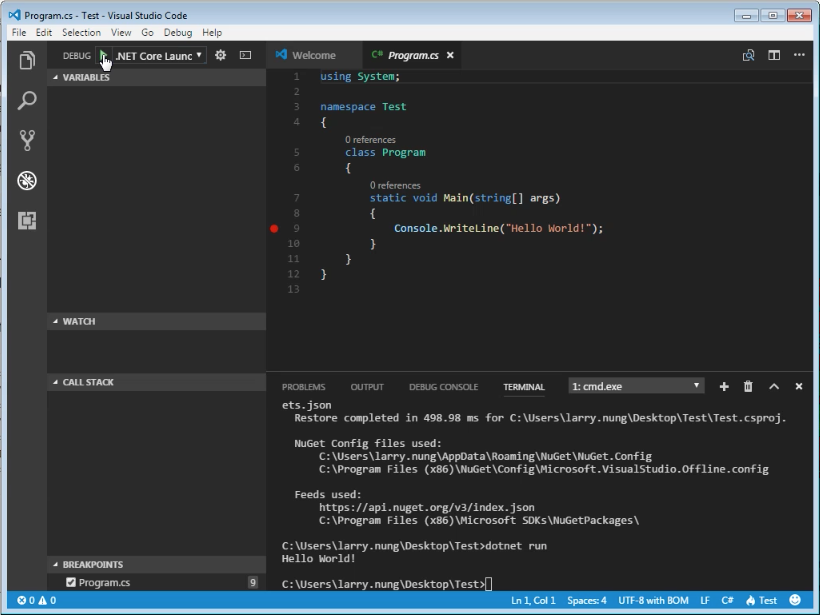 Program.cs - Test - Visual Studio Code
File Edit Selection View Go Debug Help
DEBUG .NET Core Launc
VARIABLES
WATCH
CALL STACK
BREAKPOINTS
Program.cs 9
Welcome C# Program.cs
1 using System;
2
3 namespace Test
4 {
0 references
5 class Program
6 {
0 references
7 static void Main(string[] args)
8 {
9 Console.WriteLine("Hello World!");
10 }
11 }
12 }
13
PROBLEMS OUTPUT DEBUG CONSOLE TERMINAL 1: cmd.exe
ets.json
Restore completed in 498.98 ms for C:\Users\larry.nung\Desktop\Test\Test.csproj.
NuGet Config files used:
C:\Users\larry.nung\AppData\Roaming\NuGet\NuGet.Config
C:\Program Files (x86)\NuGet\Config\Microsoft.VisualStudio.Offline.config
Feeds used:
https://api.nuget.org/v3/index.json
C:\Program Files (x86)\Microsoft SDKs\NuGetPackages\
C:\Users\larry.nung\Desktop\Test>dotnet run
Hello World!
C:\Users\larry.nung\Desktop\Test>
0 0 Ln 1, Col 1 Spaces: 4 UTF-8 with BOM LF C# Test